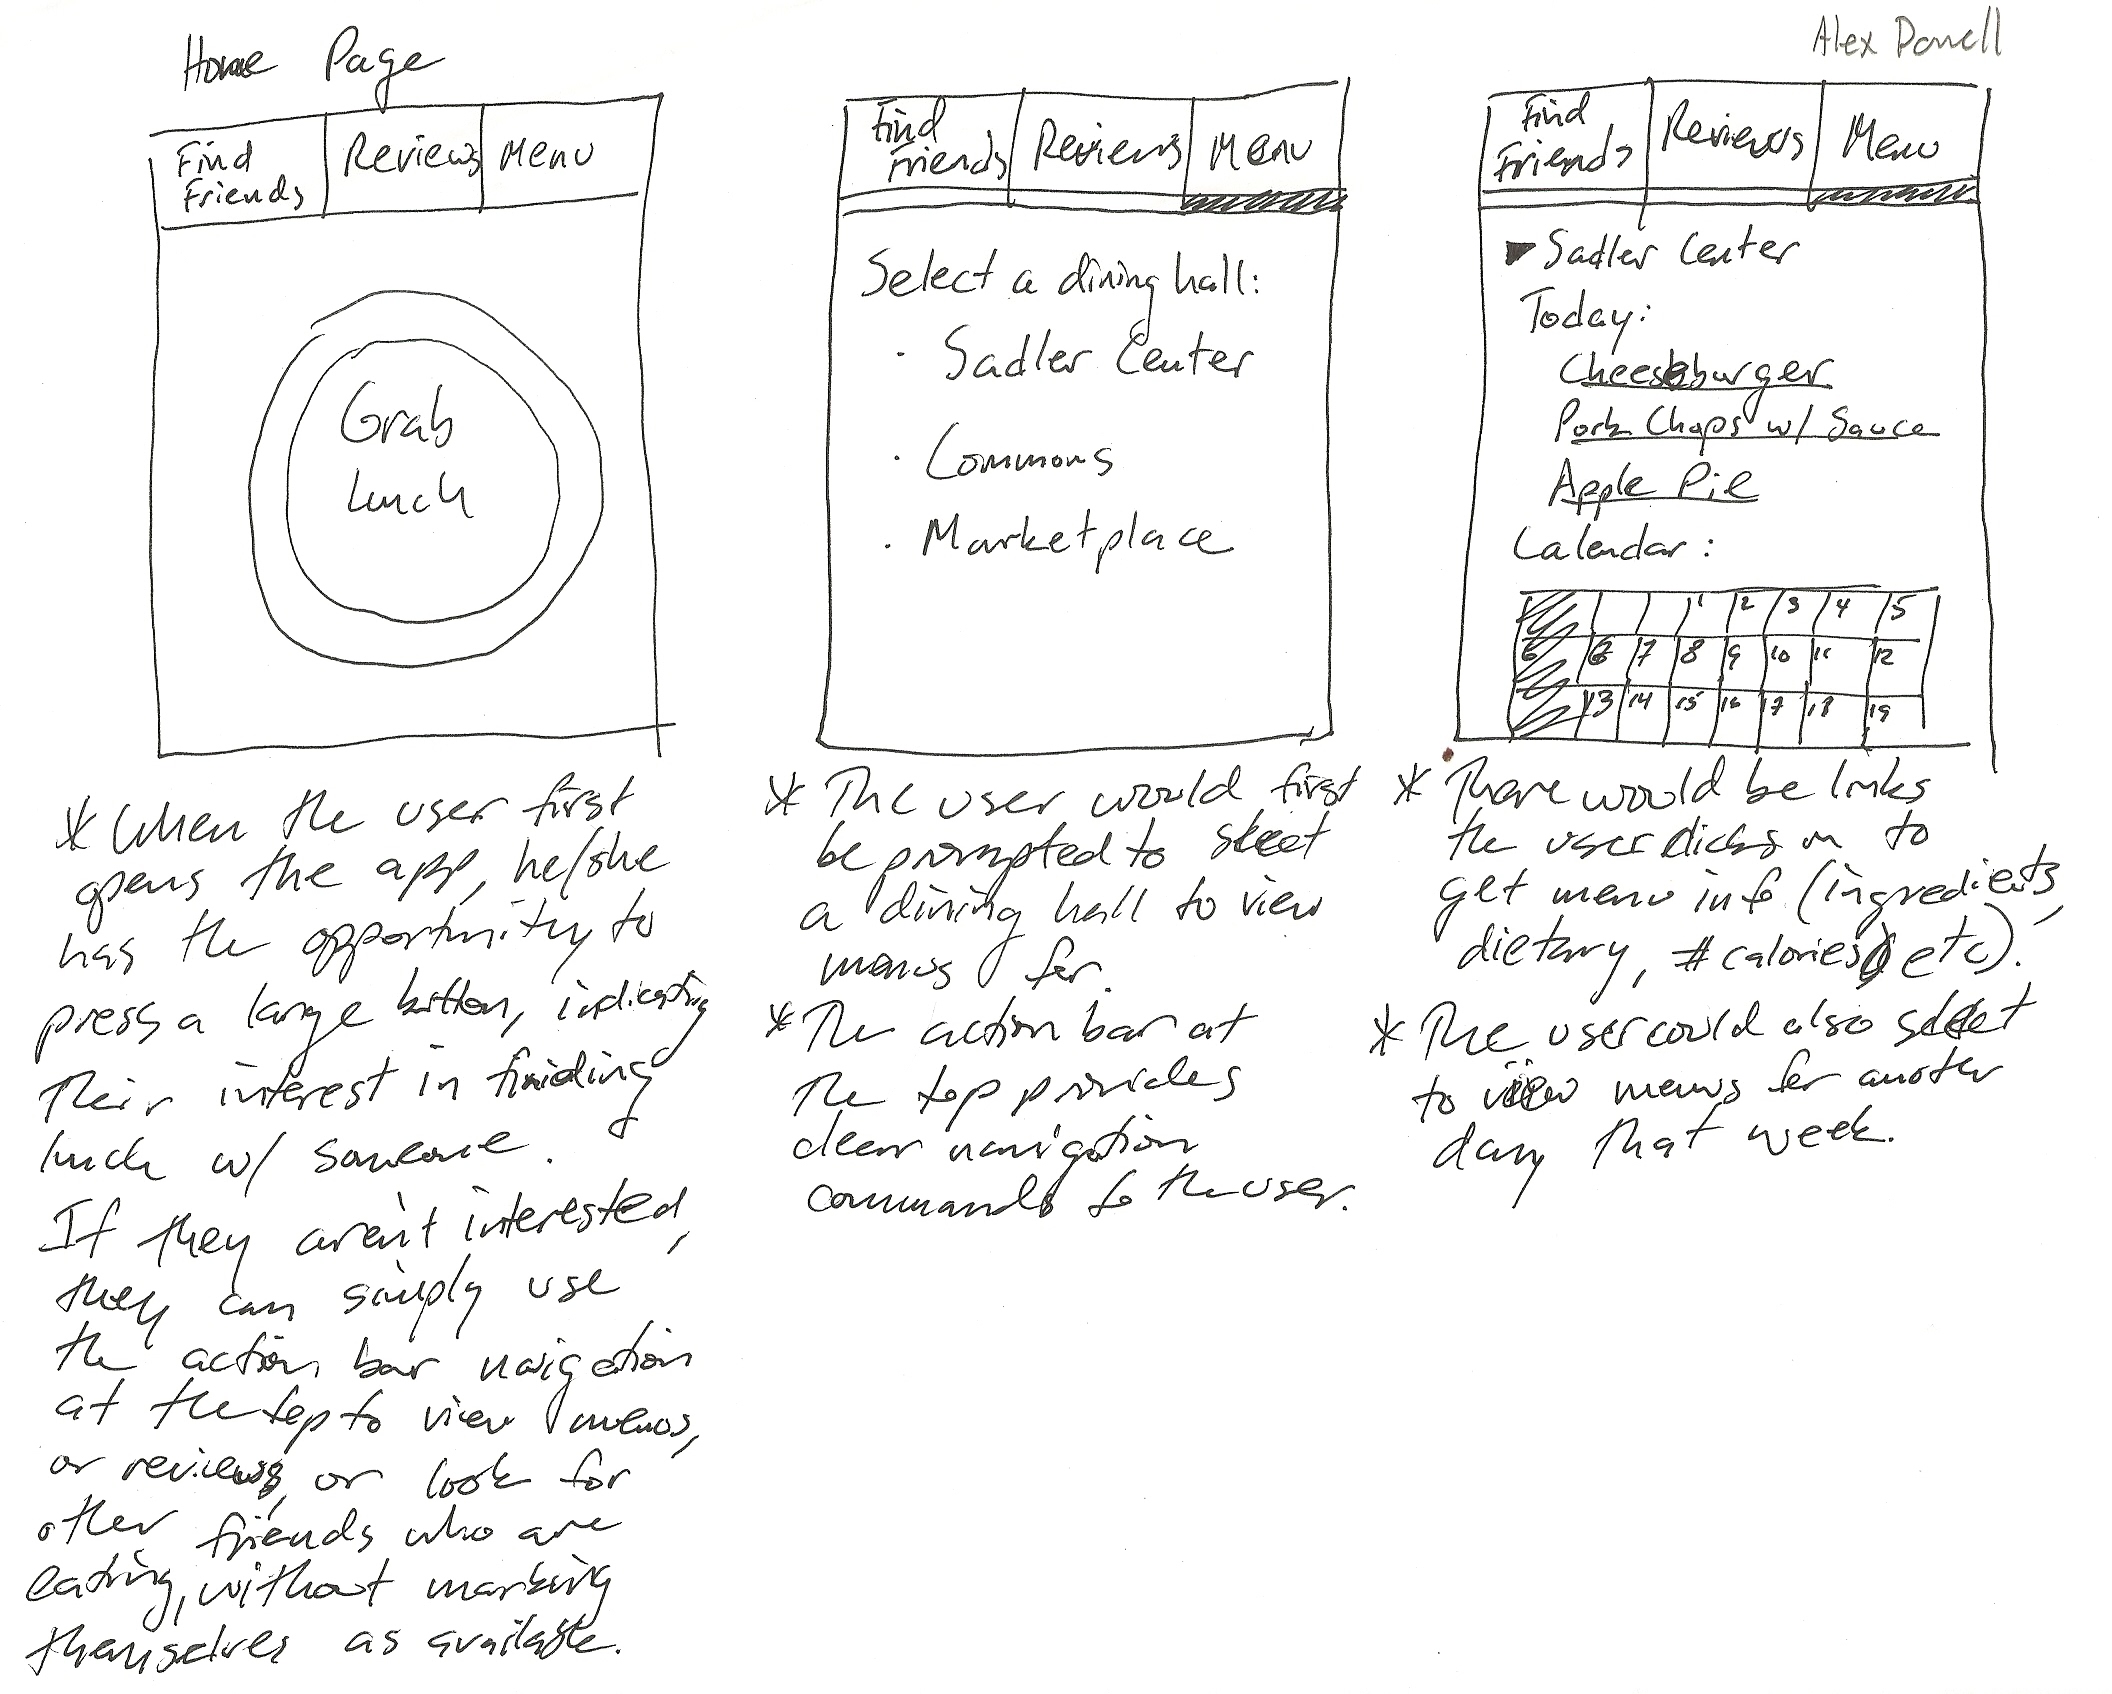 Home Page
Find
Friends
Reviews
Menu
Grab
Lunch
* When the user first
opens the app, he/she
has the opportunity to
press a large button, indicating
their interest in finding
lunch w/ someone.
If they aren't interested,
they can simply use
the action bar navigation
at the top to view menus,
or reviews, or look for
other friends who are
eating, without marking
themselves as available.
Find
Friends
Reviews
Menu
Select a dining hall:
· Sadler Center
· Commons
· Marketplace
* The user would first
be prompted to select
a dining hall to view
menus for.
* The action bar at
the top provides
clear navigation
commands to the user.
Alex
Find
Friends
Reviews
Menu
▼ Sadler Center
Today:
Cheeseburger
Pork Chops w/ Sauce
Apple Pie
Calendar:
1 2 3 4 5
6 7 8 9 10 11 12
13 14 15 16 17 18 19
* There would be links
the user clicks on to
get menu info (ingredients,
dietary, # calories, etc).
* The user could also select
to view menus for another
day that week.